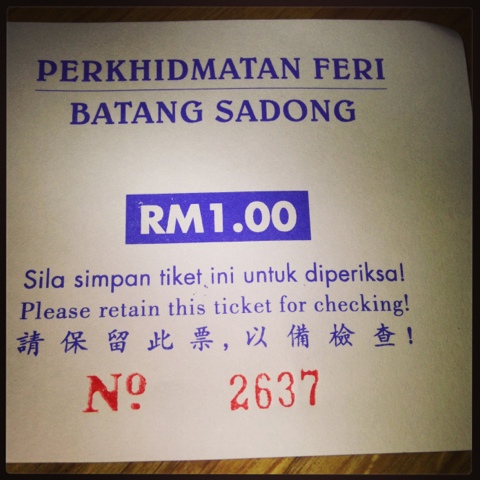 PERKHIDMATAN FERI
BATANG SADONG
RM1.00
Sila simpan tiket ini untuk diperiksa!
Please retain this ticket for checking!
請保留此票,以備檢查!
Nº 2637